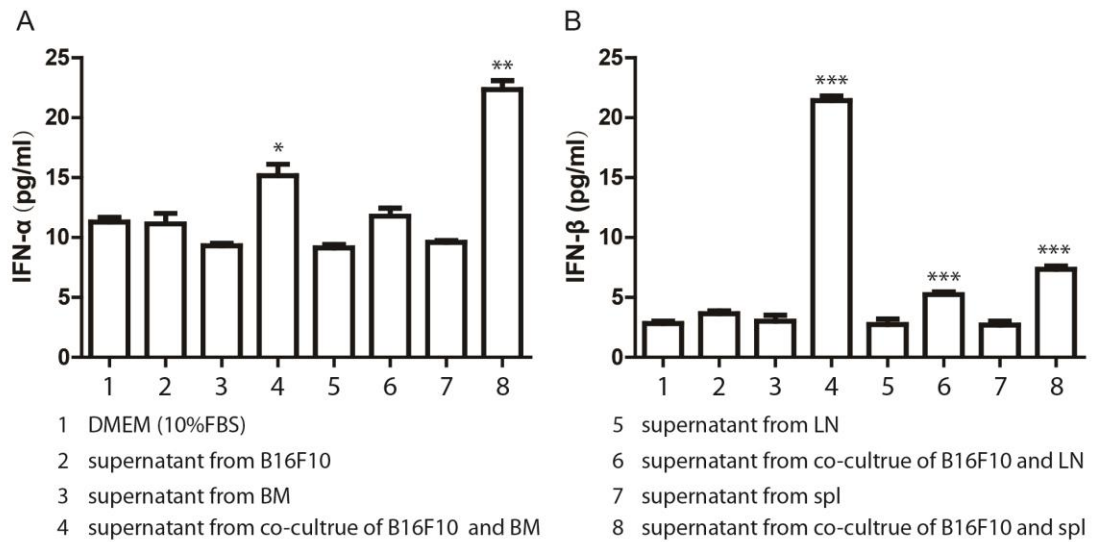 A
IFN-α (pg/ml)
25
20
15
10
5
0
*
**
1 2 3 4 5 6 7 8
B
IFN-β (pg/ml)
25
20
15
10
5
0
***
***
***
1 2 3 4 5 6 7 8
1 DMEM (10%FBS)
2 supernatant from B16F10
3 supernatant from BM
4 supernatant from co-cultrue of B16F10 and BM
5 supernatant from LN
6 supernatant from co-cultrue of B16F10 and LN
7 supernatant from spl
8 supernatant from co-cultrue of B16F10 and spl